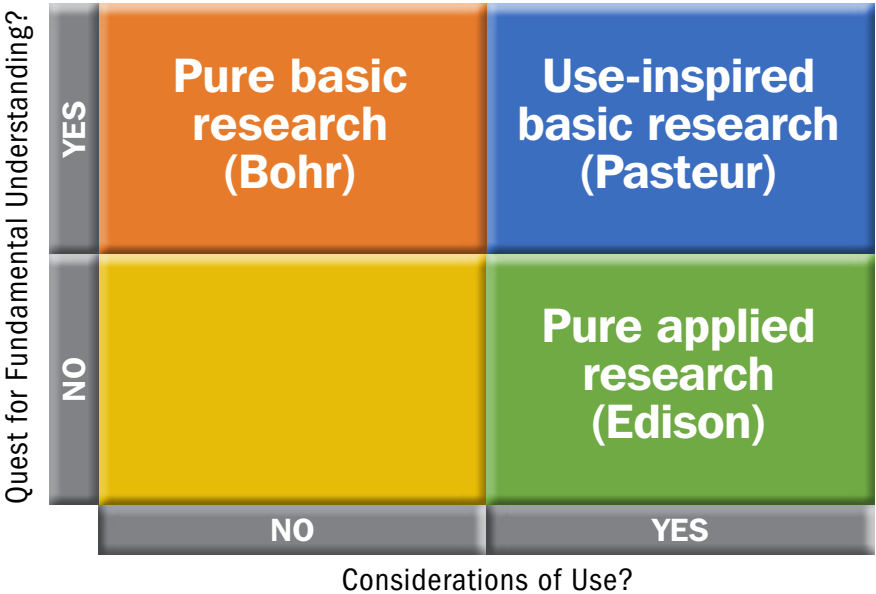 Quest for Fundamental Understanding?
YES
Pure basic
research
(Bohr)
Use-inspired
basic research
(Pasteur)
NO
Pure applied
research
(Edison)
NO
YES
Considerations of Use?